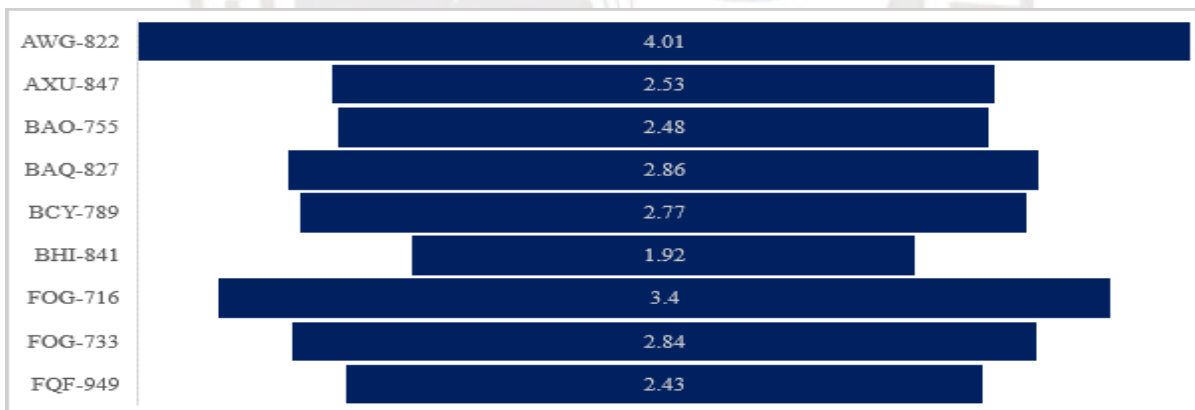 AWG-822 4.01
AXU-847 2.53
BAO-755 2.48
BAQ-827 2.86
BCY-789 2.77
BHI-841 1.92
FOG-716 3.4
FOG-733 2.84
FQF-949 2.43